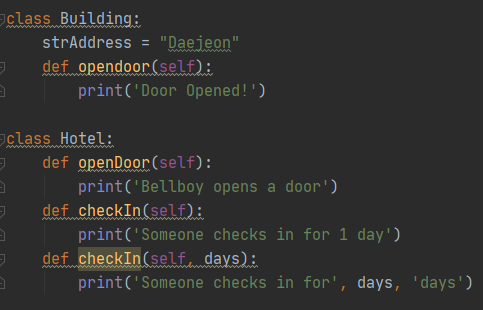 class Building:
    strAddress = "Daejeon"
    def opendoor(self):
        print('Door Opened!')

class Hotel:
    def openDoor(self):
        print('Bellboy opens a door')
    def checkIn(self):
        print('Someone checks in for 1 day')
    def checkIn(self, days):
        print('Someone checks in for', days, 'days')